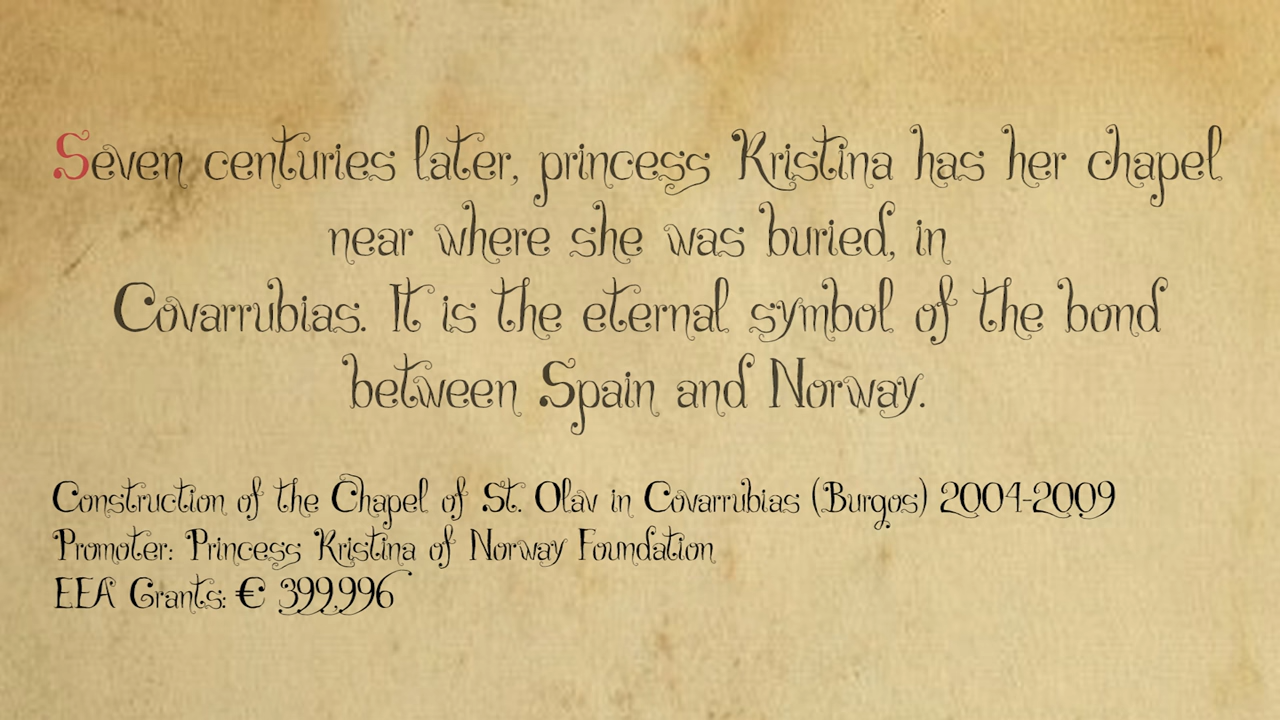 Seven centuries later, princess Kristina has her chapel
near where she was buried, in
Covarrubias. It is the eternal symbol of the bond
between Spain and Norway.
Construction of the Chapel of St. Olav in Covarrubias (Burgos) 2004-2009
Promoter: Princess Kristina of Norway Foundation
EEA Grants: € 399,996